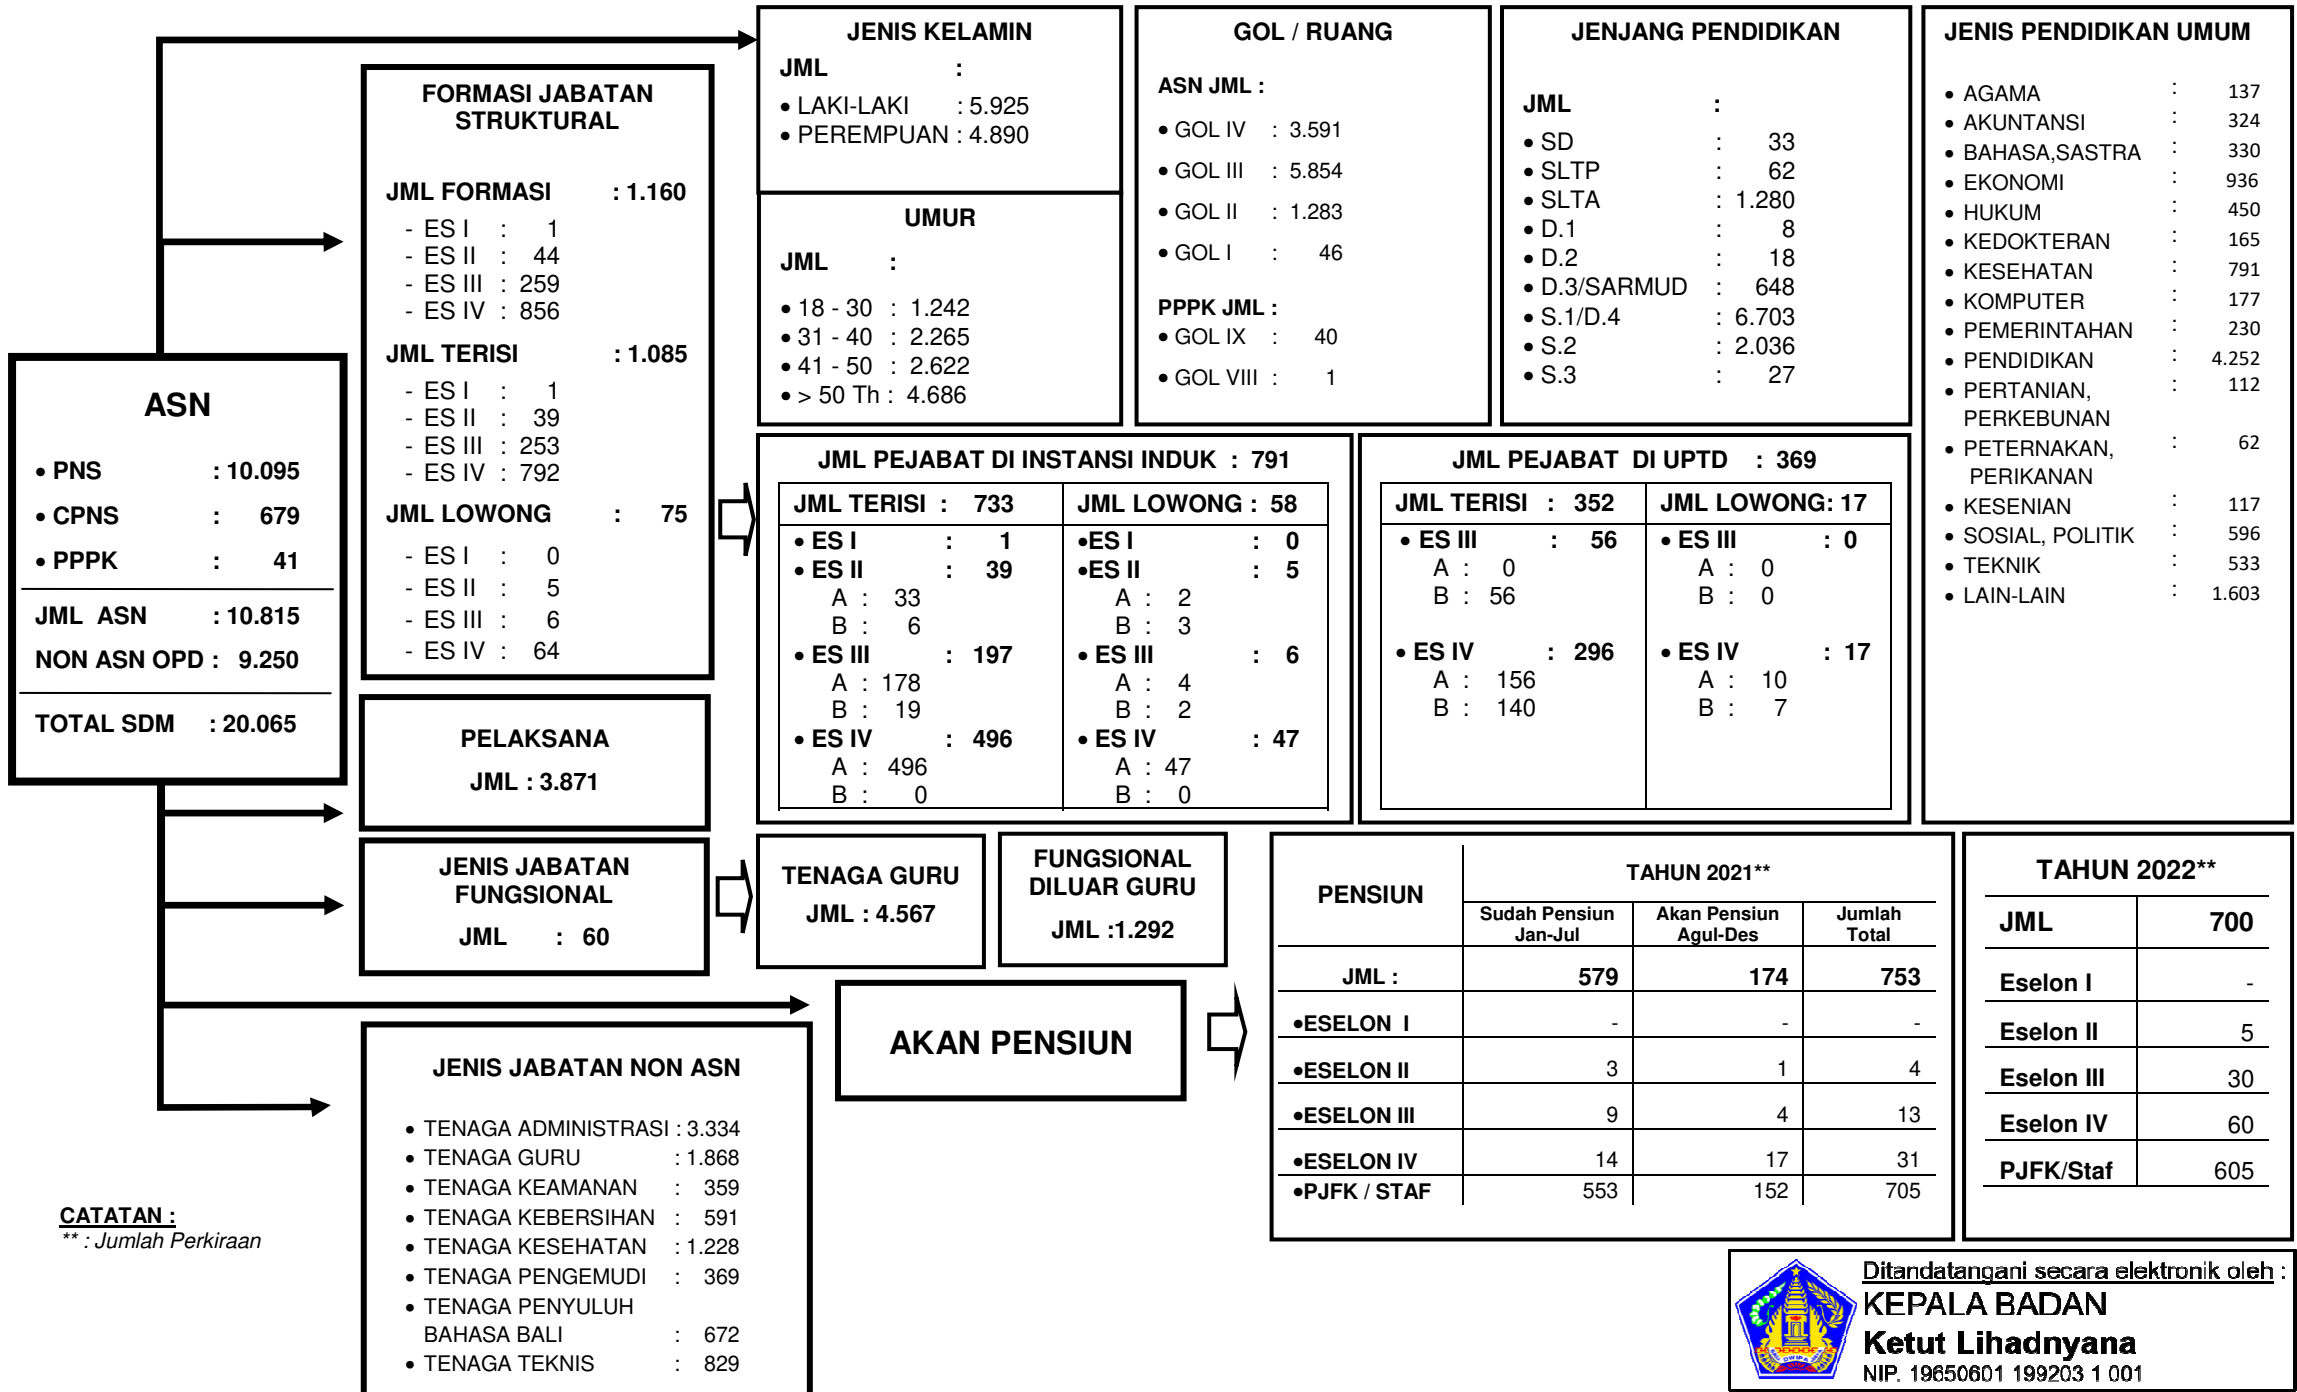 ASN
• PNS : 10.095
• CPNS : 679
• PPPK : 41
JML ASN : 10.815
NON ASN OPD : 9.250
TOTAL SDM : 20.065
FORMASI JABATAN
STRUKTURAL
JML FORMASI : 1.160
- ES I : 1
- ES II : 44
- ES III : 259
- ES IV : 856
JML TERISI : 1.085
- ES I : 1
- ES II : 39
- ES III : 253
- ES IV : 792
JML LOWONG : 75
- ES I : 0
- ES II : 5
- ES III : 6
- ES IV : 64
JENIS KELAMIN
JML :
• LAKI-LAKI : 5.925
• PEREMPUAN : 4.890
UMUR
JML :
• 18 - 30 : 1.242
• 31 - 40 : 2.265
• 41 - 50 : 2.622
• > 50 Th : 4.686
GOL / RUANG
ASN JML :
• GOL IV : 3.591
• GOL III : 5.854
• GOL II : 1.283
• GOL I : 46
PPPK JML :
• GOL IX : 40
• GOL VIII : 1
JENJANG PENDIDIKAN
JML :
• SD : 33
• SLTP : 62
• SLTA : 1.280
• D.1 : 8
• D.2 : 18
• D.3/SARMUD : 648
• S.1/D.4 : 6.703
• S.2 : 2.036
• S.3 : 27
JENIS PENDIDIKAN UMUM
• AGAMA : 137
• AKUNTANSI : 324
• BAHASA,SASTRA : 330
• EKONOMI : 936
• HUKUM : 450
• KEDOKTERAN : 165
• KESEHATAN : 791
• KOMPUTER : 177
• PEMERINTAHAN : 230
• PENDIDIKAN : 4.252
• PERTANIAN, : 112
PERKEBUNAN
• PETERNAKAN, : 62
PERIKANAN
• KESENIAN : 117
• SOSIAL, POLITIK : 596
• TEKNIK : 533
• LAIN-LAIN : 1.603
JML PEJABAT DI INSTANSI INDUK : 791
JML TERISI : 733
• ES I : 1
• ES II : 39
A : 33
B : 6
• ES III : 197
A : 178
B : 19
• ES IV : 496
A : 496
B : 0
JML LOWONG : 58
•ES I : 0
•ES II : 5
A : 2
B : 3
• ES III : 6
A : 4
B : 2
• ES IV : 47
A : 47
B : 0
JML PEJABAT DI UPTD : 369
JML TERISI : 352
• ES III : 56
A : 0
B : 56
• ES IV : 296
A : 156
B : 140
JML LOWONG: 17
• ES III : 0
A : 0
B : 0
• ES IV : 17
A : 10
B : 7
PELAKSANA
JML : 3.871
JENIS JABATAN
FUNGSIONAL
JML : 60
TENAGA GURU
JML : 4.567
FUNGSIONAL
DILUAR GURU
JML :1.292
AKAN PENSIUN
PENSIUN
TAHUN 2021**
Sudah Pensiun Akan Pensiun Jumlah
Jan-Jul Agul-Des Total
JML : 579 174 753
•ESELON I - - -
•ESELON II 3 1 4
•ESELON III 9 4 13
•ESELON IV 14 17 31
•PJFK / STAF 553 152 705
TAHUN 2022**
JML 700
Eselon I -
Eselon II 5
Eselon III 30
Eselon IV 60
PJFK/Staf 605
JENIS JABATAN NON ASN
• TENAGA ADMINISTRASI : 3.334
• TENAGA GURU : 1.868
• TENAGA KEAMANAN : 359
• TENAGA KEBERSIHAN : 591
• TENAGA KESEHATAN : 1.228
• TENAGA PENGEMUDI : 369
• TENAGA PENYULUH
BAHASA BALI : 672
• TENAGA TEKNIS : 829
CATATAN :
** : Jumlah Perkiraan
Ditandatangani secara elektronik oleh :
KEPALA BADAN
Ketut Lihadnyana
NIP. 19650601 199203 1 001